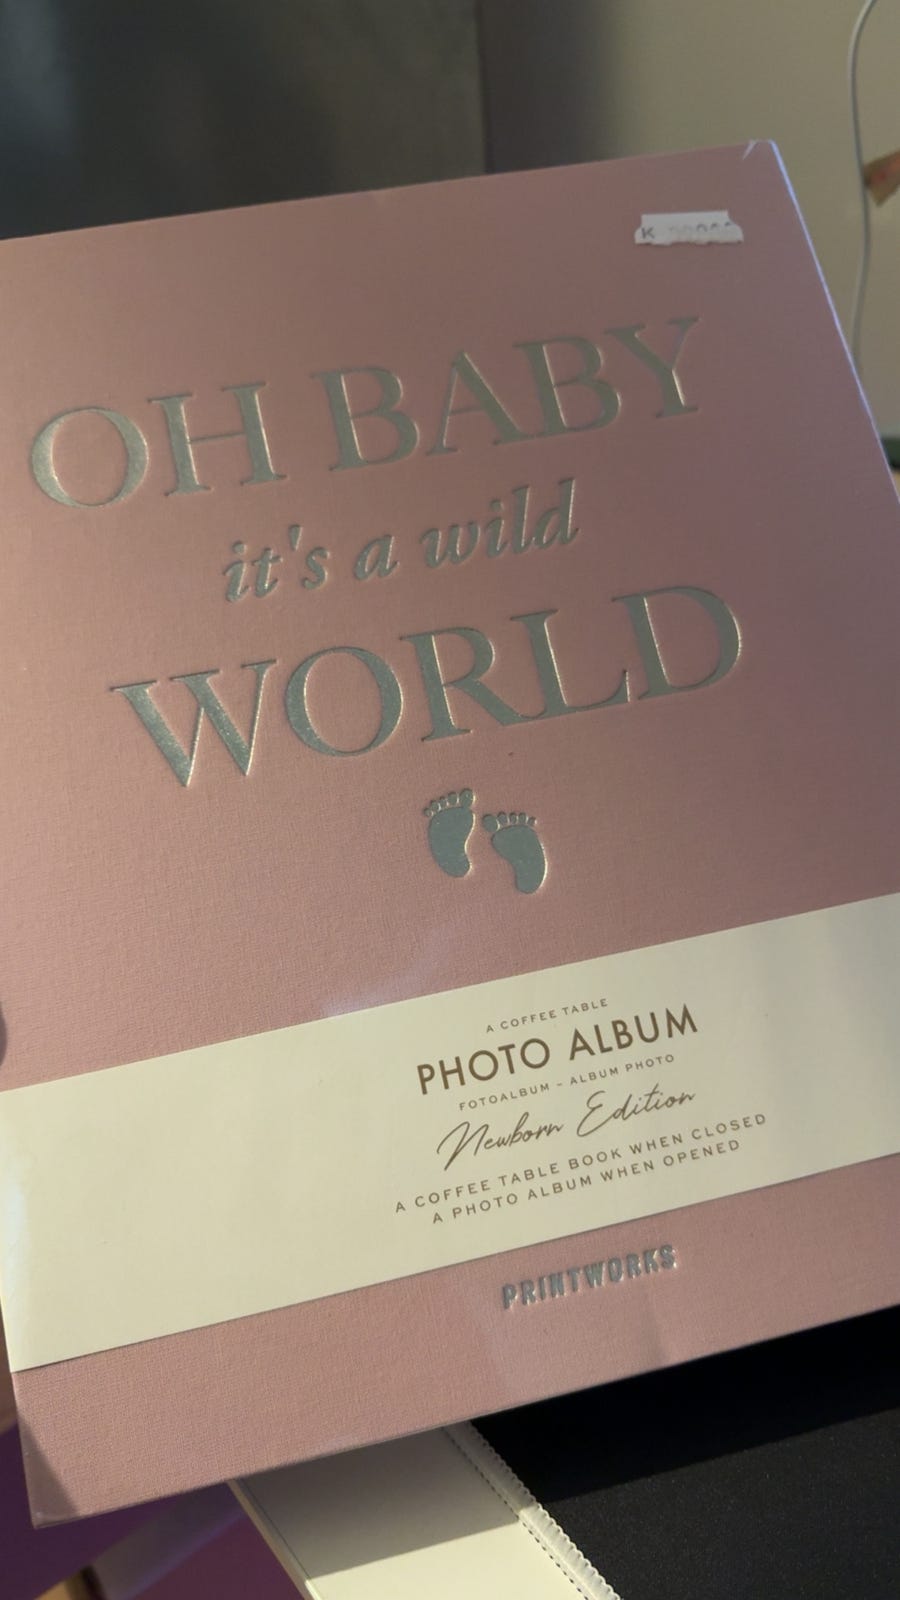 K
OH BABY
it's a wild
WORLD
A COFFEE TABLE
PHOTO ALBUM
FOTOALBUM - ALBUM PHOTO
Newborn Edition
A COFFEE TABLE BOOK WHEN CLOSED
A PHOTO ALBUM WHEN OPENED
PRINTWORKS